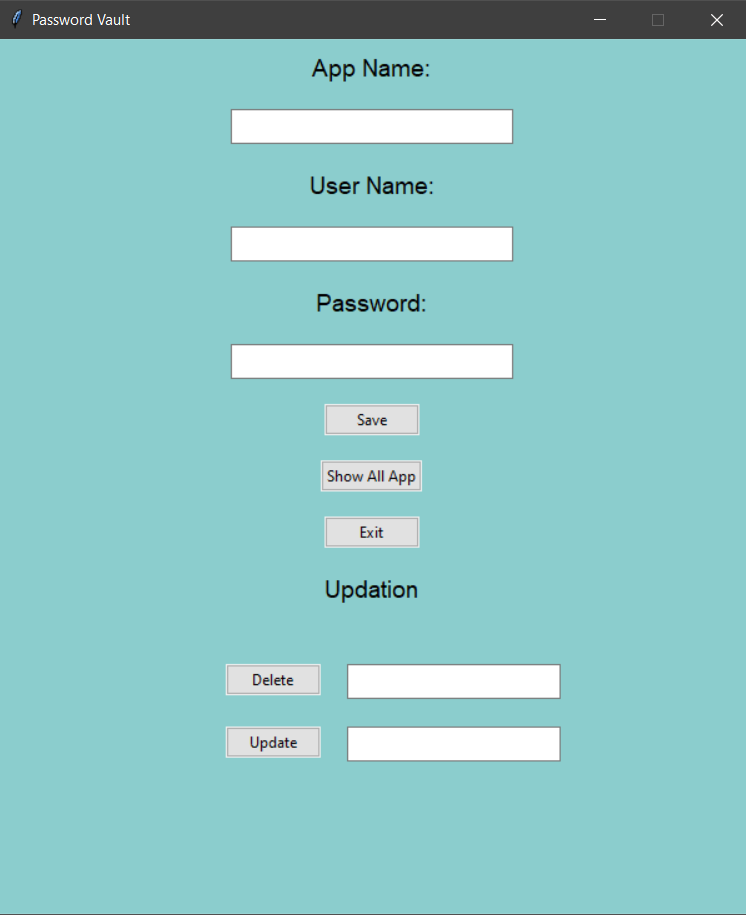 Password Vault
App Name:
User Name:
Password:
Save
Show All App
Exit
Updation
Delete
Update